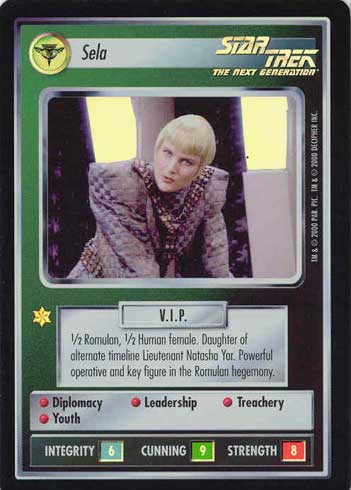 Sela
STAR TREK
THE NEXT GENERATION
TM & © 2000 PAR. PIC. TM & © 2000 DECIPHER INC.
V.I.P.
½ Romulan, ½ Human female. Daughter of
alternate timeline Lieutenant Natasha Yar. Powerful
operative and key figure in the Romulan hegemony.
Diplomacy Leadership Treachery
Youth
INTEGRITY 6 CUNNING 9 STRENGTH 8